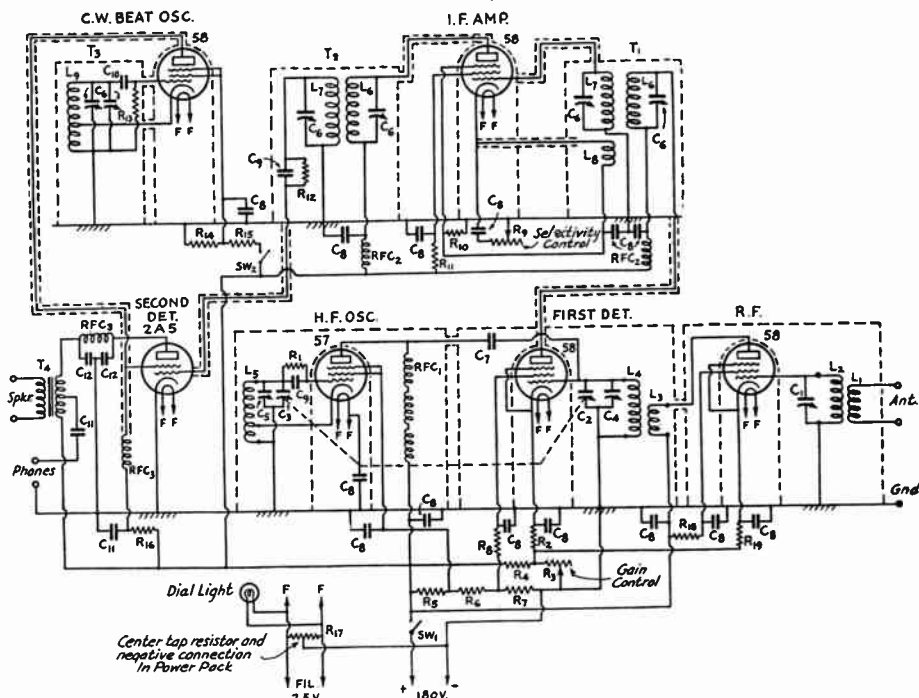 C.W. BEAT OSC.
I.F. AMP.
58
58
T3
T2
T1
L9
C10
C6
R13
F F
L7
L6
C6
C6
F F
L7
L6
C6
C6
L8
C9
R12
C8
C8
R14
R15
SW2
C8
RFC2
C8
R11
R10
R9
Selectivity
Control
C8
RFC2
SECOND
DET.
2A5
H.F. OSC.
FIRST DET.
R.F.
RFC3
C12 C12
T4
Spkr
C11
Phones
F F
RFC3
57
L5
R1
C5
C3
C9
F F
C8
RFC1
C7
58
F F
C2
C4
L4
L3
58
F F
C1
L2
L1
Ant.
Gnd
C11
R16
C8
C8
R8
C8
R2
C8
C8
R18
C8
R19
C8
R4
R3
Gain
Control
Dial Light
F F
R5
R6
R7
R17
SW1
Center tap resistor and
negative connection
In Power Pack
FIL
2.5V.
+ 180V. -